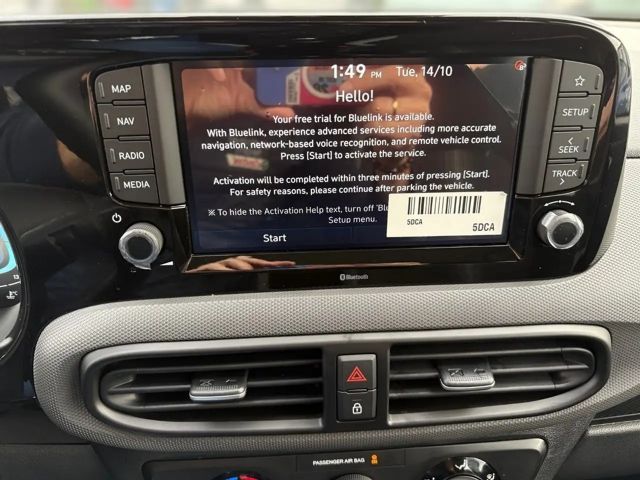 MAP
NAV
RADIO
MEDIA
1:49 PM Tue, 14/10
Hello!
Your free trial for Bluelink is available.
With Bluelink, experience advanced services including more accurate
navigation, network-based voice recognition, and remote vehicle control.
Press [Start] to activate the service.
Activation will be completed within three minutes of pressing [Start].
For safety reasons, please continue after parking the vehicle.
※ To hide the Activation Help text, turn off 'Bl
Setup menu.
Start
5DCA
5DCA
SETUP
SEEK
TRACK
Bluetooth
PASSENGER AIR BAG
13